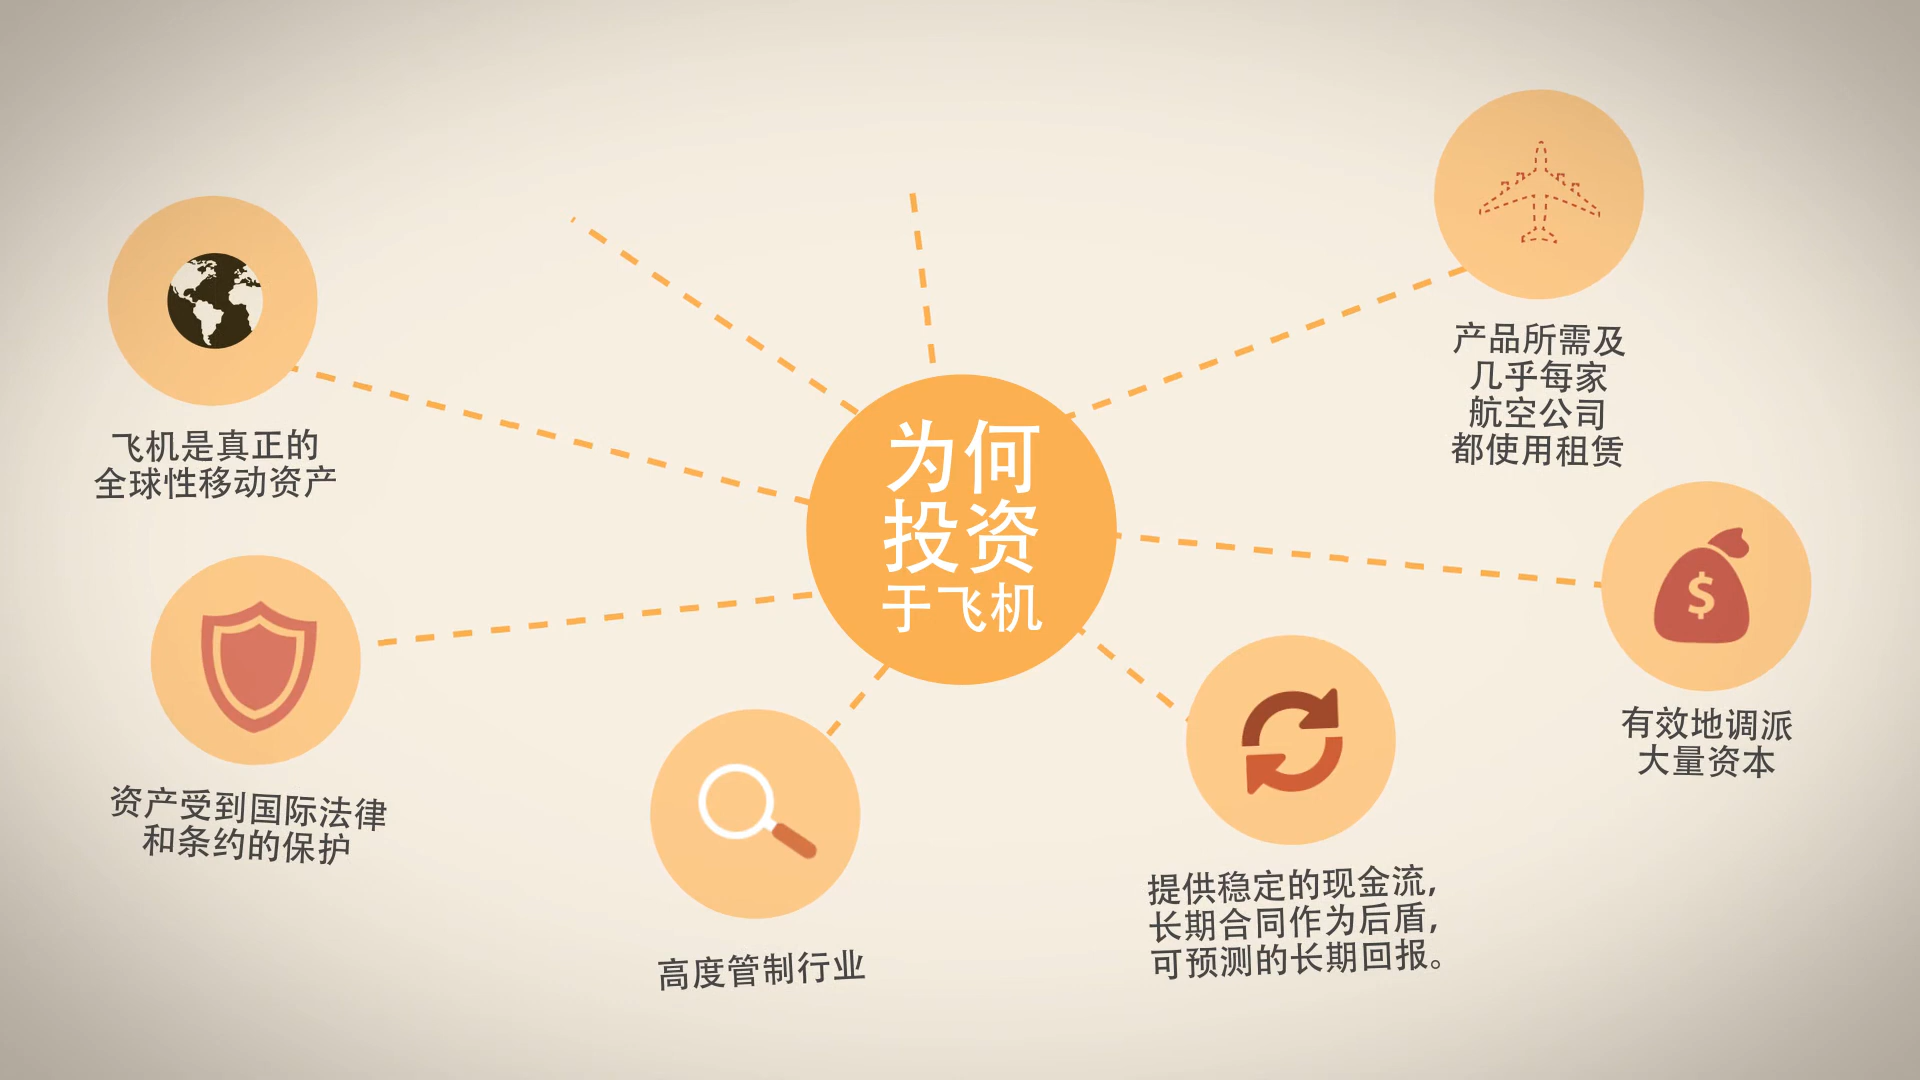 为何
投资
于飞机
产品所需及
几乎每家
航空公司
都使用租赁
有效地调派
大量资本
提供稳定的现金流,
长期合同作为后盾,
可预测的长期回报。
高度管制行业
资产受到国际法律
和条约的保护
飞机是真正的
全球性移动资产
$